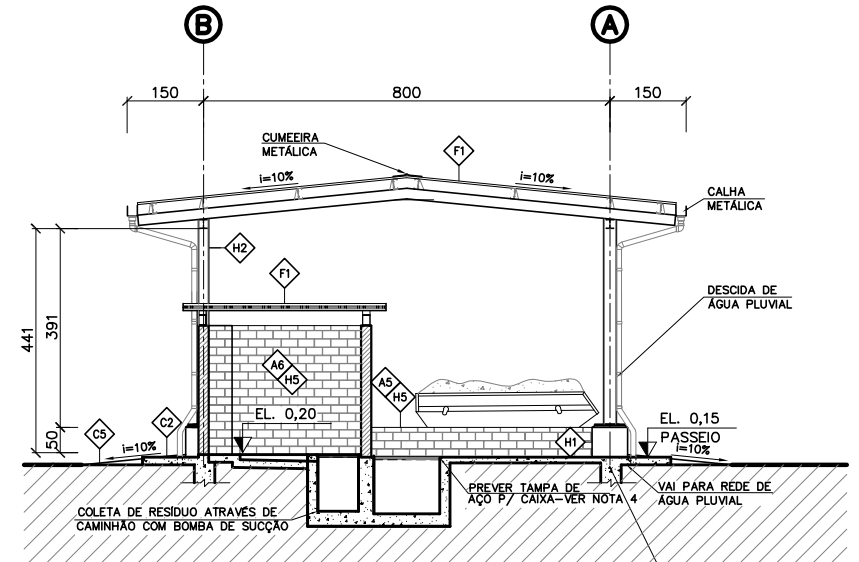 B
A
150
800
150
CUMEEIRA
METÁLICA
F1
i=10%
i=10%
CALHA
METÁLICA
H2
F1
DESCIDA DE
ÁGUA PLUVIAL
441
391
50
A6
H5
A5
H5
EL. 0,20
EL. 0,15
PASSEIO
C5
C2
i=10%
H1
i=10%
PREVER TAMPA DE
AÇO P/ CAIXA-VER NOTA 4
VAI PARA REDE DE
ÁGUA PLUVIAL
COLETA DE RESÍDUO ATRAVÉS DE
CAMINHÃO COM BOMBA DE SUCÇÃO